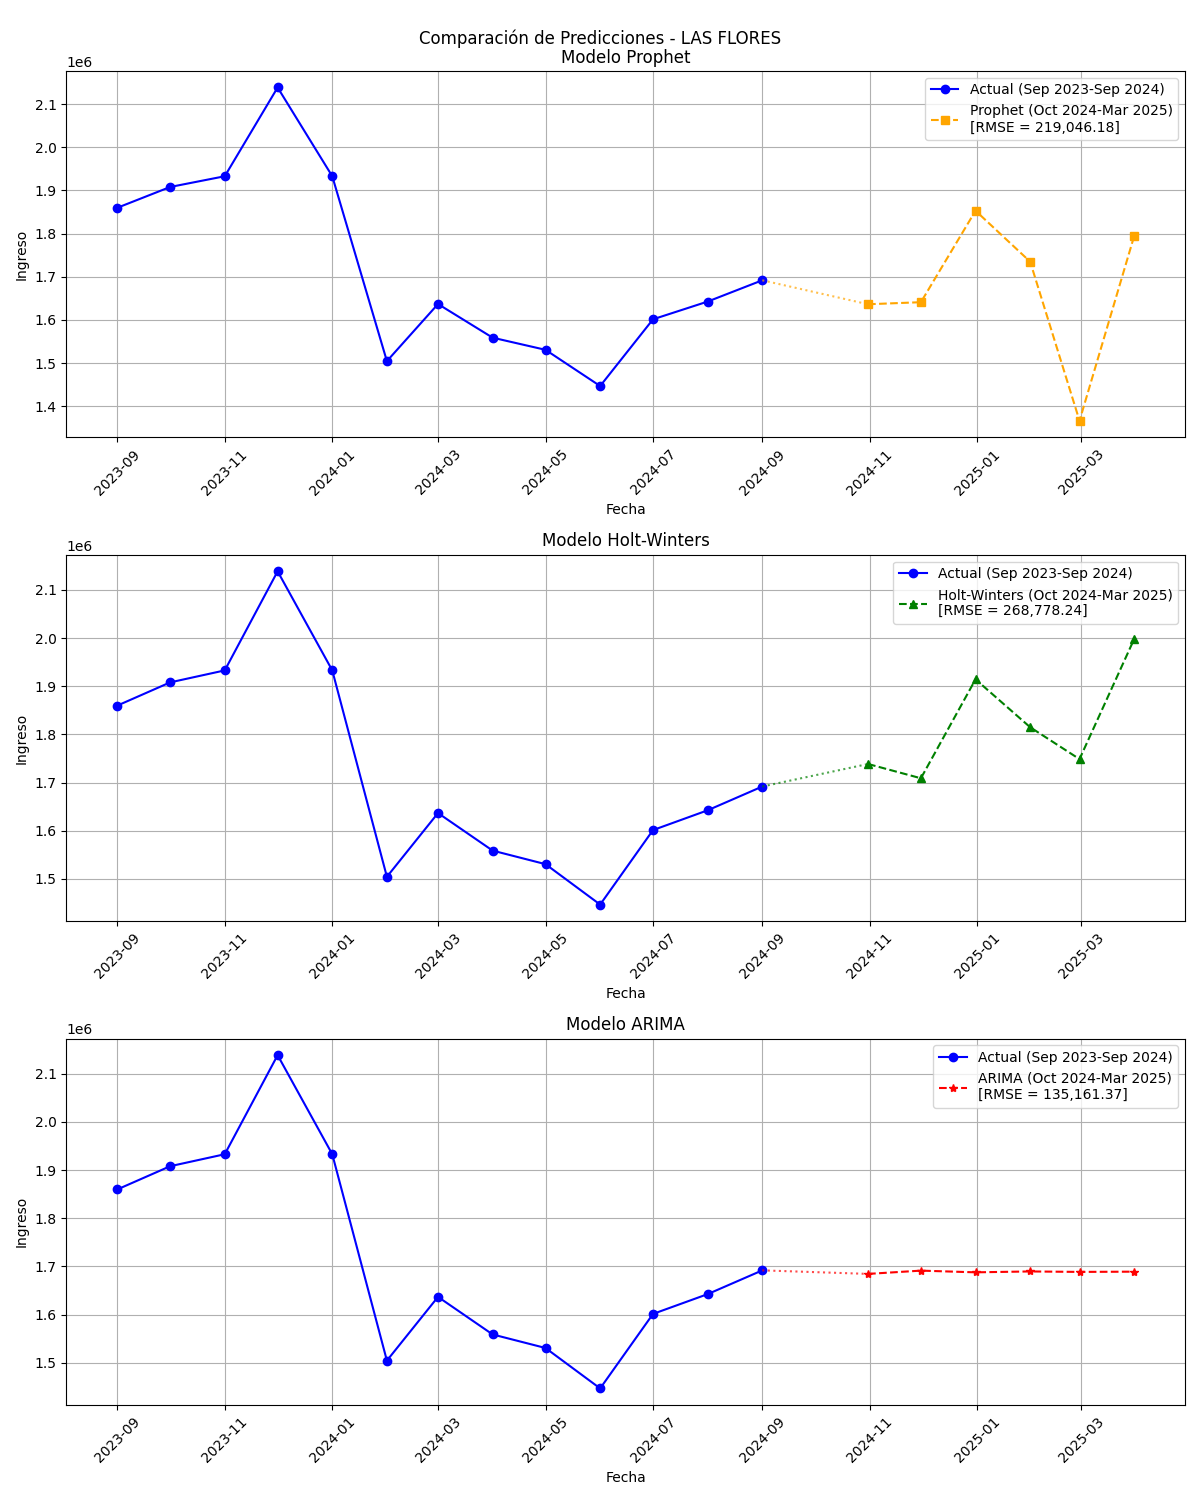 Comparación de Predicciones - LAS FLORES
Modelo Prophet
1e6
Actual (Sep 2023-Sep 2024)
Prophet (Oct 2024-Mar 2025)
[RMSE = 219,046.18]
2.1
2.0
1.9
1.8
1.7
1.6
1.5
1.4
Ingreso
2023-09
2023-11
2024-01
2024-03
2024-05
2024-07
2024-09
2024-11
2025-01
2025-03
Fecha
Modelo Holt-Winters
1e6
Actual (Sep 2023-Sep 2024)
Holt-Winters (Oct 2024-Mar 2025)
[RMSE = 268,778.24]
2.1
2.0
1.9
1.8
1.7
1.6
1.5
Ingreso
2023-09
2023-11
2024-01
2024-03
2024-05
2024-07
2024-09
2024-11
2025-01
2025-03
Fecha
Modelo ARIMA
1e6
Actual (Sep 2023-Sep 2024)
ARIMA (Oct 2024-Mar 2025)
[RMSE = 135,161.37]
2.1
2.0
1.9
1.8
1.7
1.6
1.5
Ingreso
2023-09
2023-11
2024-01
2024-03
2024-05
2024-07
2024-09
2024-11
2025-01
2025-03
Fecha